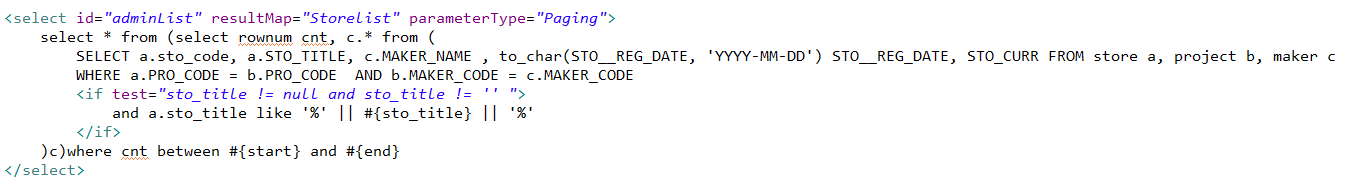 <select id="adminList" resultMap="Storelist" parameterType="Paging">
    select * from (select rownum cnt, c.* from (
        SELECT a.sto_code, a.STO_TITLE, c.MAKER_NAME , to_char(STO__REG_DATE, 'YYYY-MM-DD') STO__REG_DATE, STO_CURR FROM store a, project b, maker c
        WHERE a.PRO_CODE = b.PRO_CODE  AND b.MAKER_CODE = c.MAKER_CODE
        <if test="sto_title != null and sto_title != '' ">
            and a.sto_title like '%' || #{sto_title} || '%'
        </if>
    )c)where cnt between #{start} and #{end}
</select>